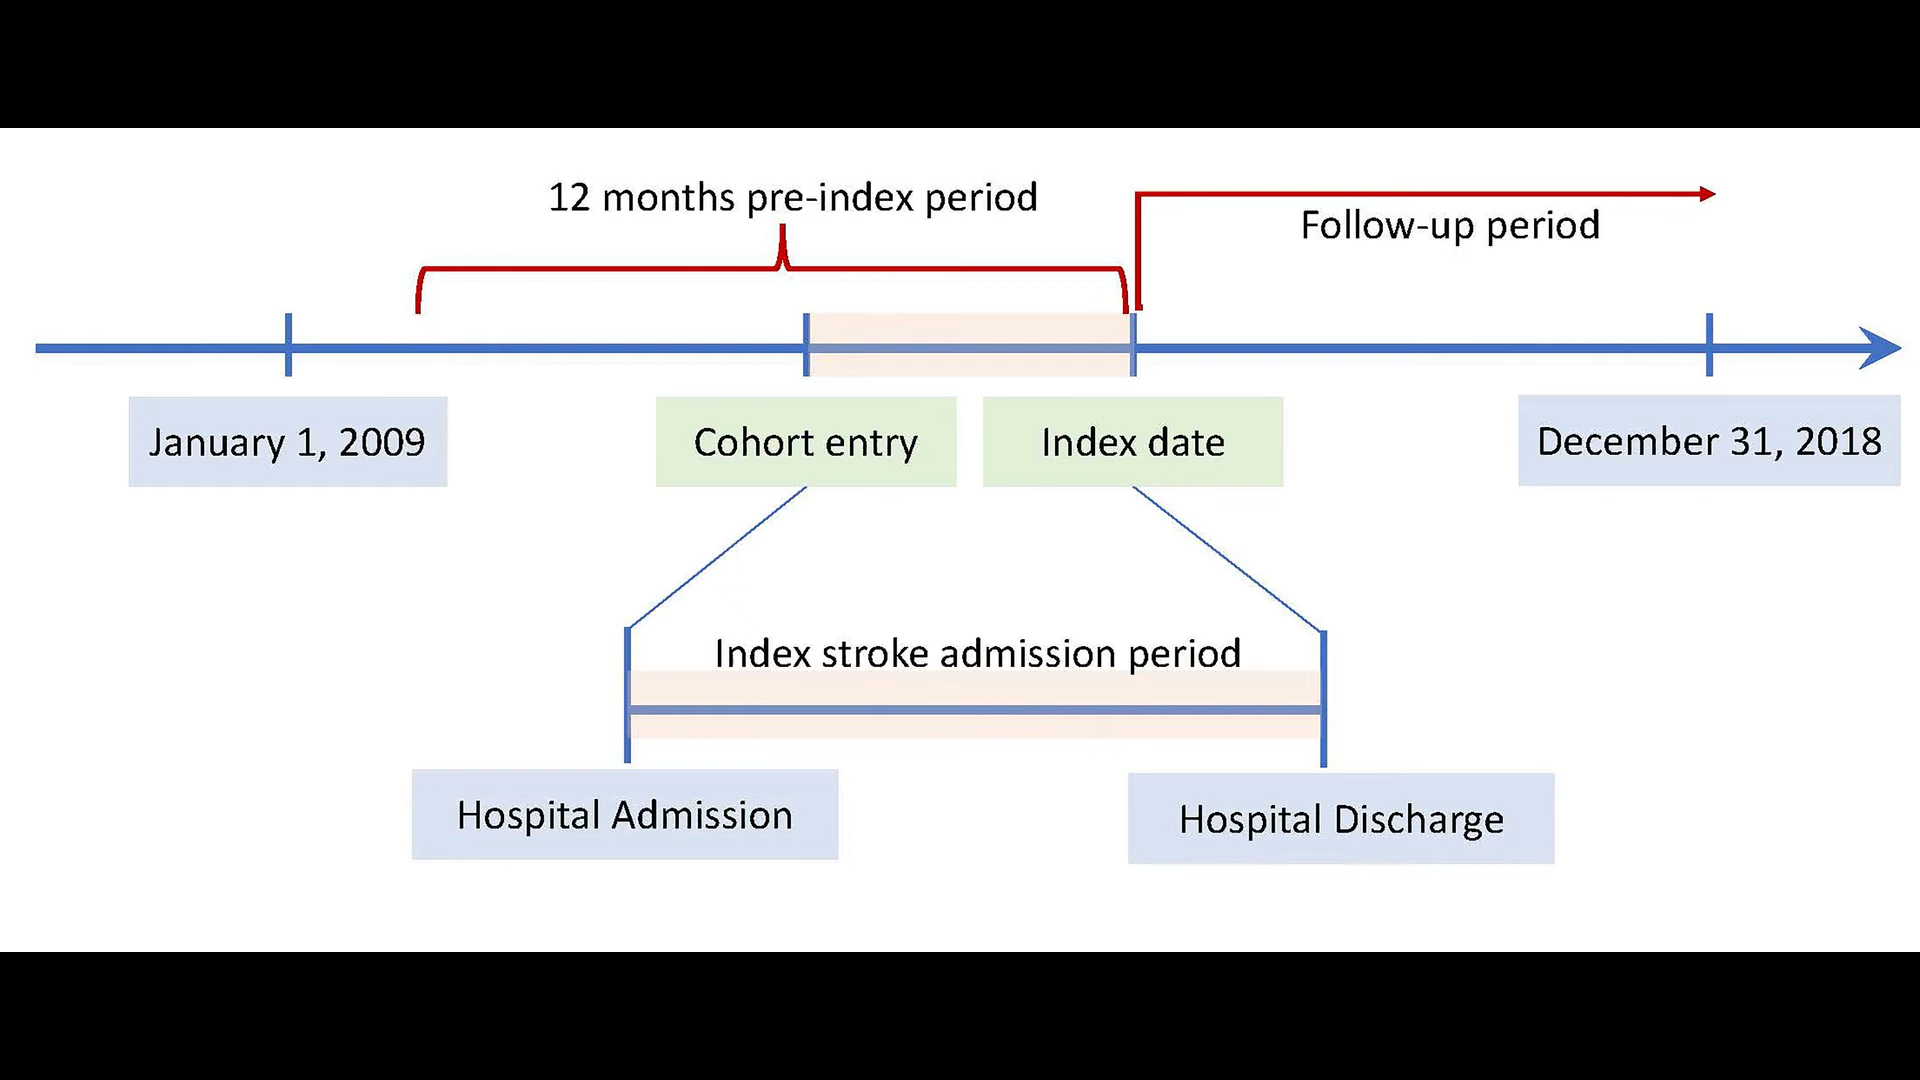 12 months pre-index period
Follow-up period
January 1, 2009
Cohort entry
Index date
December 31, 2018
Index stroke admission period
Hospital Admission
Hospital Discharge